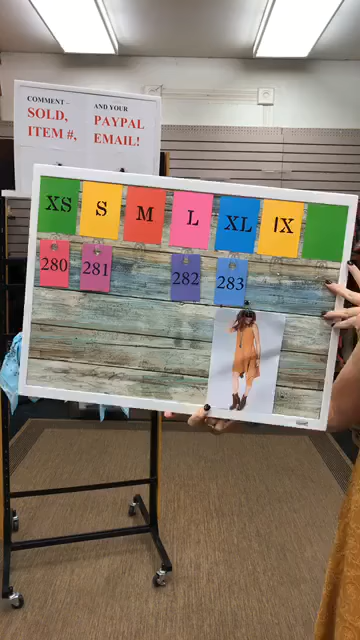 COMMENT –
SOLD,
ITEM #,
AND YOUR
PAYPAL
EMAIL!
XS S M L XL 1X
280 281 282 283